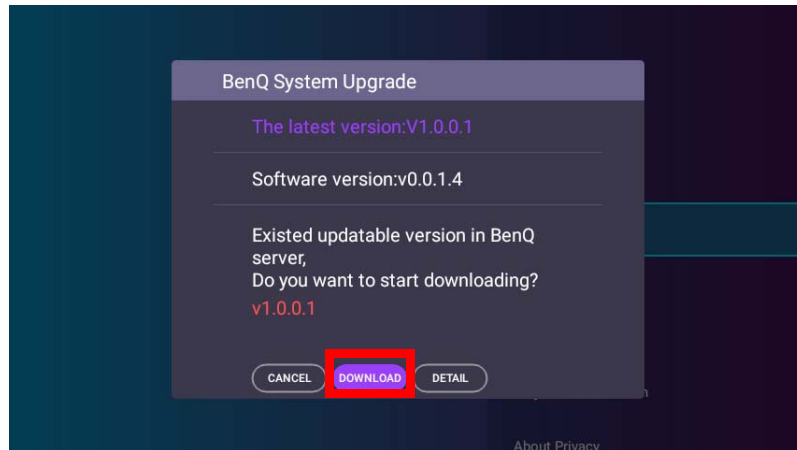 BenQ System Upgrade
The latest version:V1.0.0.1
Software version:v0.0.1.4
Existed updatable version in BenQ
server,
Do you want to start downloading?
v1.0.0.1
CANCEL DOWNLOAD DETAIL
About Privacy